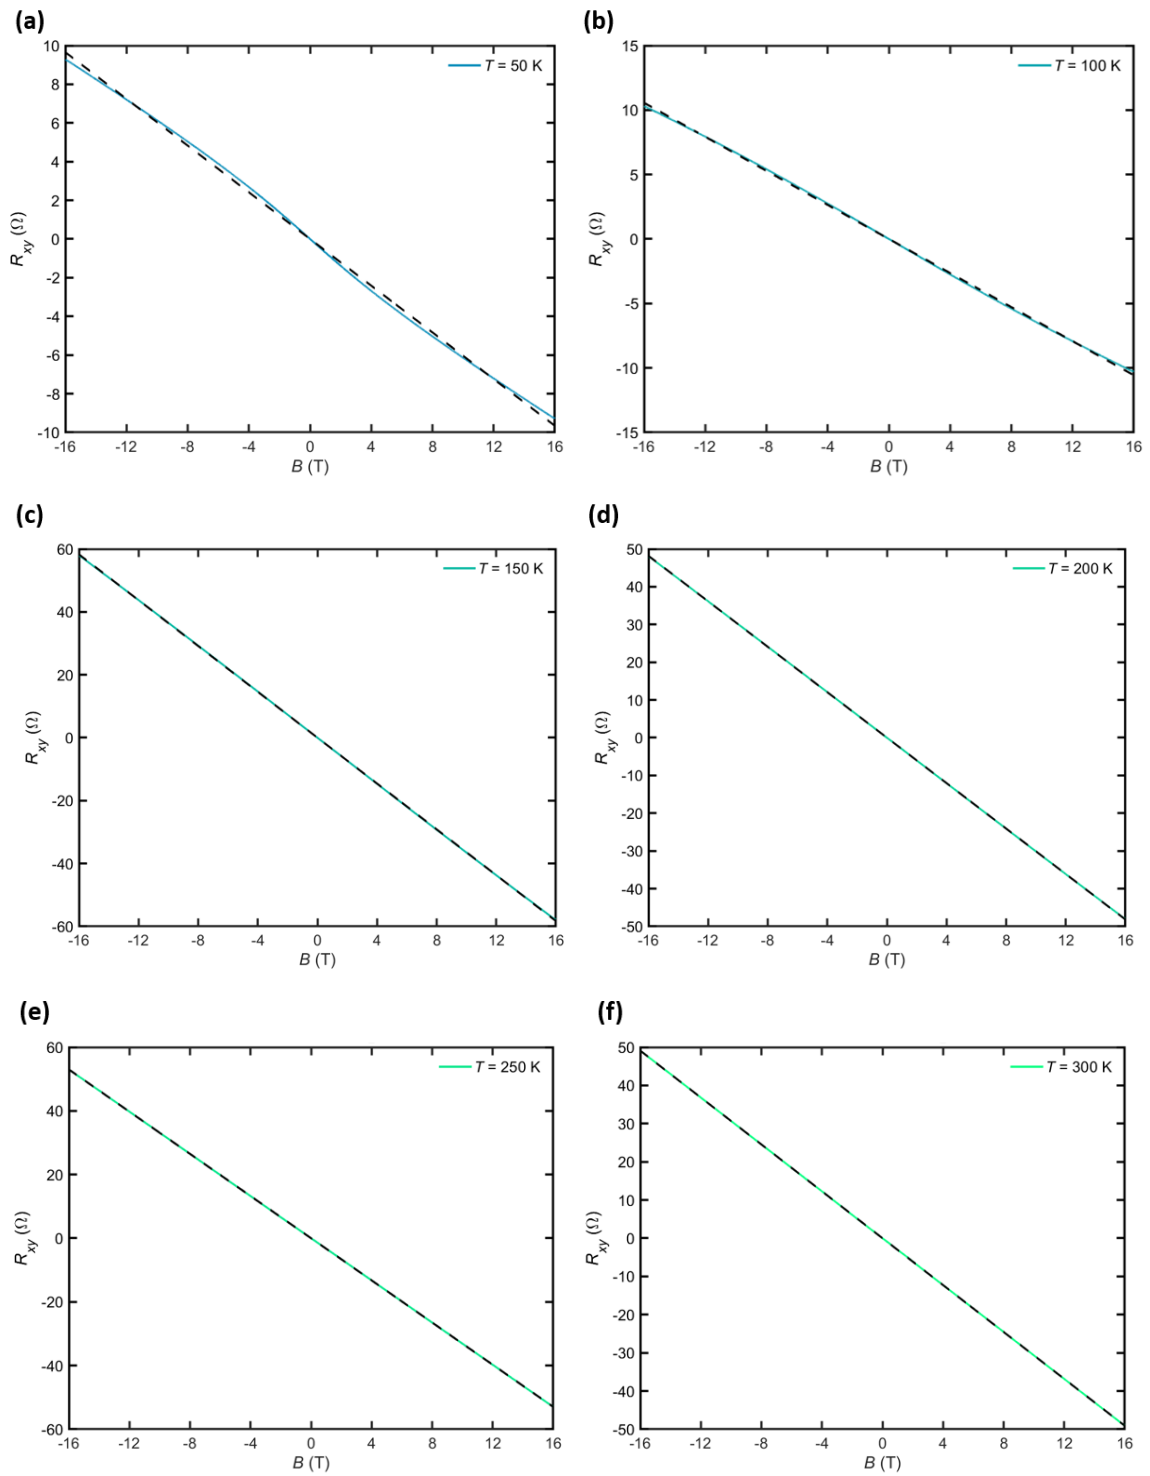 (a)
(b)
T = 50 K
10
8
6
4
2
0
-2
-4
-6
-8
-10
Rxy (Ω)
-16 -12 -8 -4 0 4 8 12 16
B (T)
T = 100 K
15
10
5
0
-5
-10
-15
Rxy (Ω)
-16 -12 -8 -4 0 4 8 12 16
B (T)
(c)
(d)
T = 150 K
60
40
20
0
-20
-40
-60
Rxy (Ω)
-16 -12 -8 -4 0 4 8 12 16
B (T)
T = 200 K
50
40
30
20
10
0
-10
-20
-30
-40
-50
Rxy (Ω)
-16 -12 -8 -4 0 4 8 12 16
B (T)
(e)
(f)
T = 250 K
60
40
20
0
-20
-40
-60
Rxy (Ω)
-16 -12 -8 -4 0 4 8 12 16
B (T)
T = 300 K
50
40
30
20
10
0
-10
-20
-30
-40
-50
Rxy (Ω)
-16 -12 -8 -4 0 4 8 12 16
B (T)